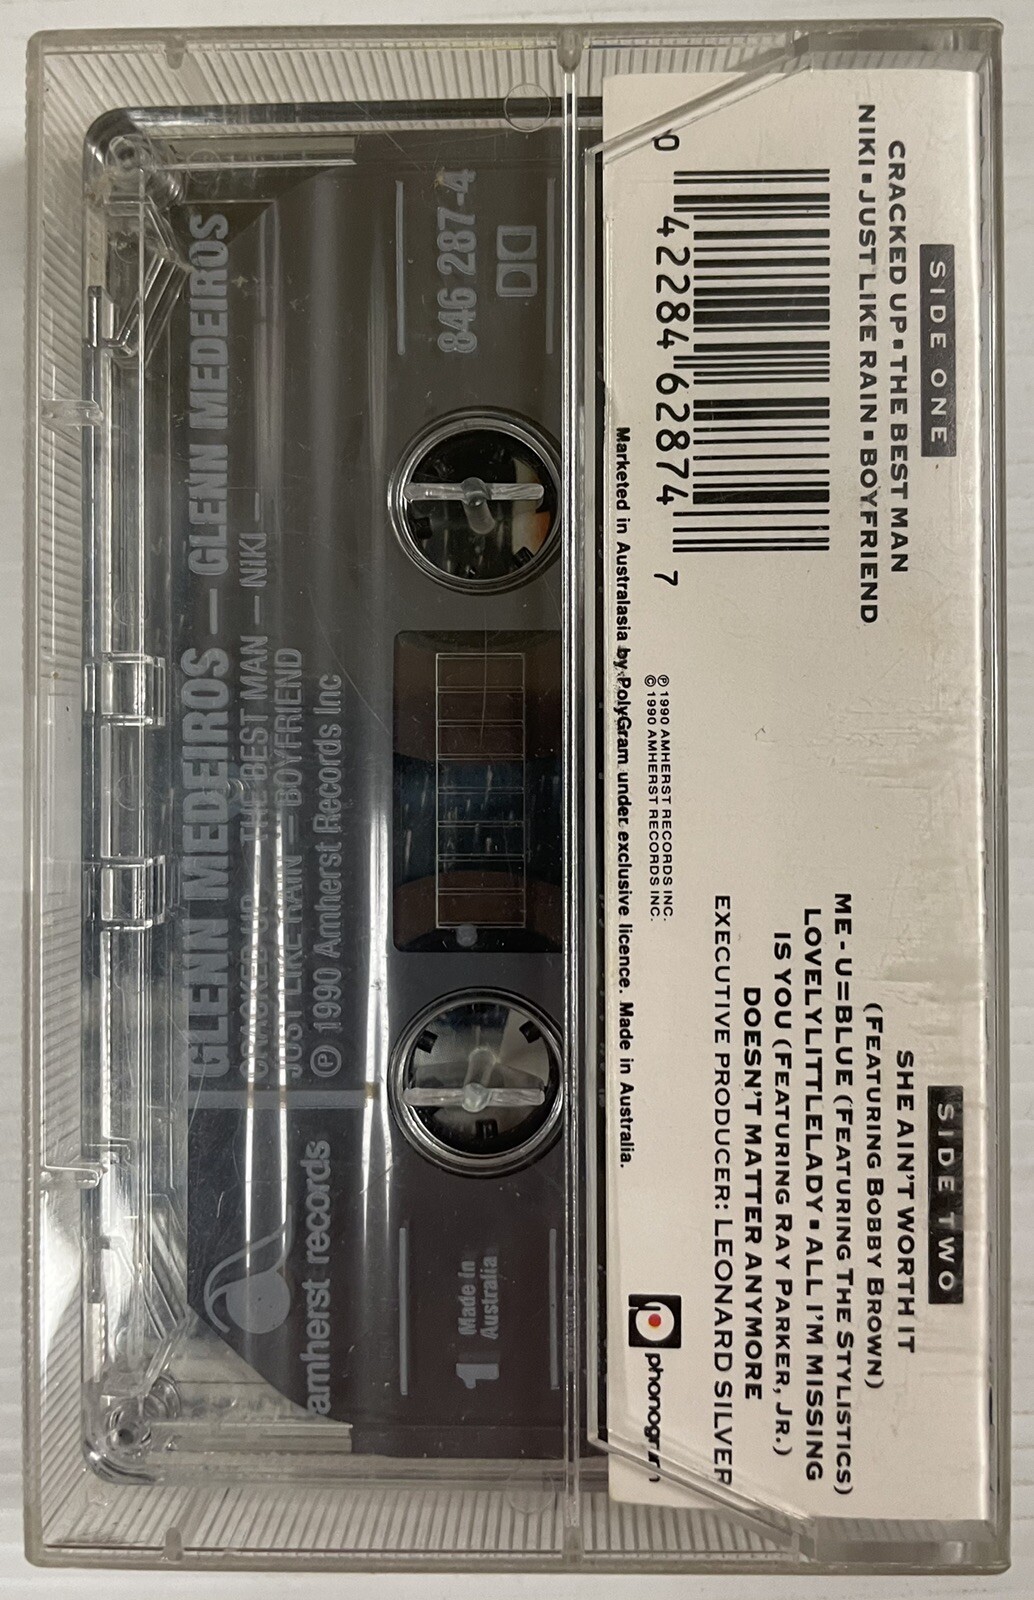 SIDE ONE
CRACKED UP ▪ THE BEST MAN
NIKI ▪ JUST LIKE RAIN ▪ BOYFRIEND
0 42284 62874 7
SIDE TWO
SHE AIN'T WORTH IT
(FEATURING BOBBY BROWN)
ME - U=BLUE (FEATURING THE STYLISTICS)
LOVELYLITTLELADY ▪ ALL I'M MISSING
IS YOU (FEATURING RAY PARKER, JR.)
DOESN'T MATTER ANYMORE
EXECUTIVE PRODUCER: LEONARD SILVER
℗ 1990 AMHERST RECORDS INC.
© 1990 AMHERST RECORDS INC.
Marketed in Australasia by PolyGram under exclusive licence. Made in Australia.
phonogram
GLENN MEDEIROS — GLENN MEDEIROS
CRACKED UP — THE BEST MAN — NIKI —
JUST LIKE RAIN — BOYFRIEND
℗ 1990 Amherst Records Inc
amherst records
846 287-4
1
Made in
Australia